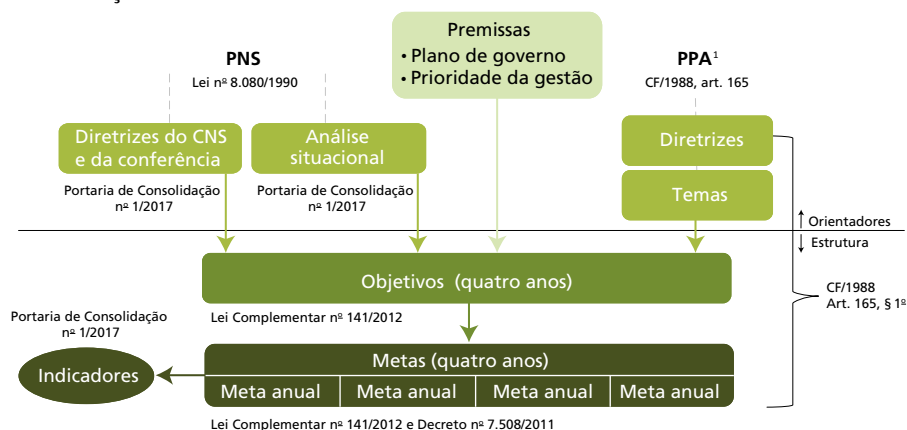 Premissas
• Plano de governo
• Prioridade da gestão
PNS
Lei nº 8.080/1990
PPA¹
CF/1988, art. 165
Diretrizes do CNS
e da conferência
Análise
situacional
Diretrizes
Portaria de Consolidação
nº 1/2017
Portaria de Consolidação
nº 1/2017
Temas
Orientadores
Estrutura
Objetivos (quatro anos)
CF/1988
Art. 165, § 1º
Lei Complementar nº 141/2012
Portaria de Consolidação
nº 1/2017
Indicadores
Metas (quatro anos)
Meta anual
Meta anual
Meta anual
Meta anual
Lei Complementar nº 141/2012 e Decreto nº 7.508/2011